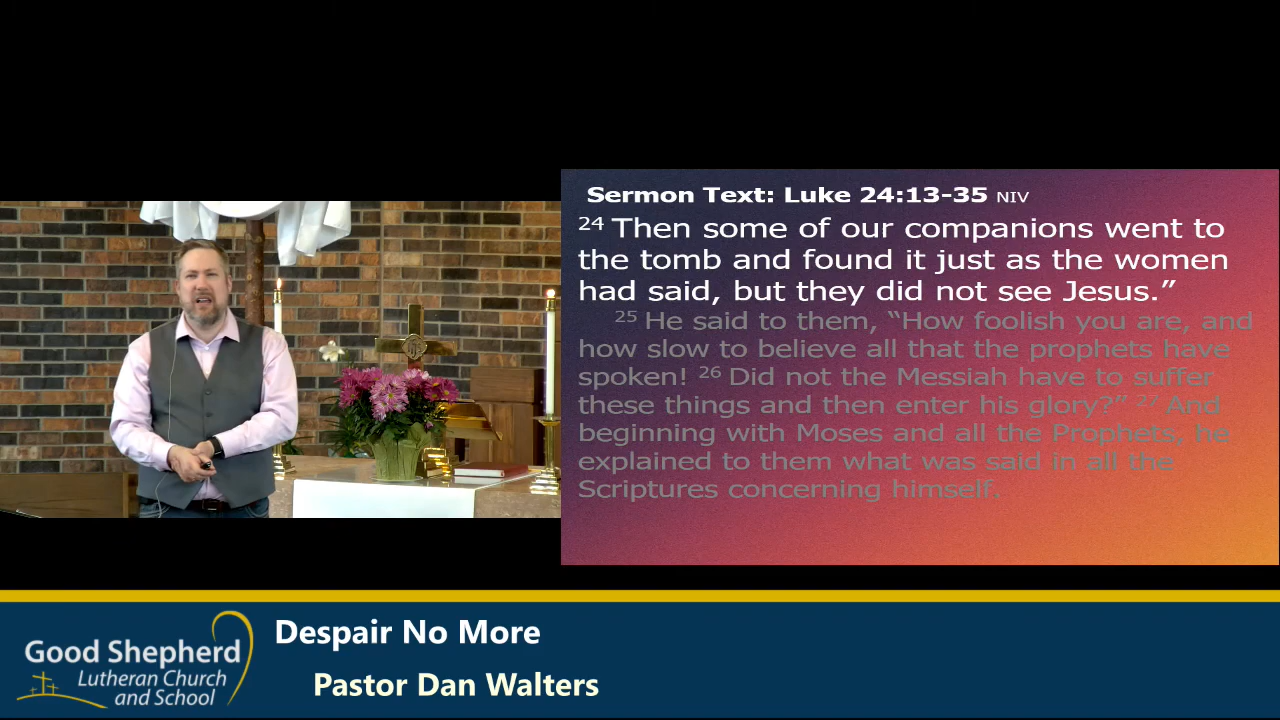 Sermon Text: Luke 24:13-35 NIV
24 Then some of our companions went to
the tomb and found it just as the women
had said, but they did not see Jesus.”
25 He said to them, “How foolish you are, and
how slow to believe all that the prophets have
spoken! 26 Did not the Messiah have to suffer
these things and then enter his glory?” 27 And
beginning with Moses and all the Prophets, he
explained to them what was said in all the
Scriptures concerning himself.
Good Shepherd
Lutheran Church
and School
Despair No More
Pastor Dan Walters